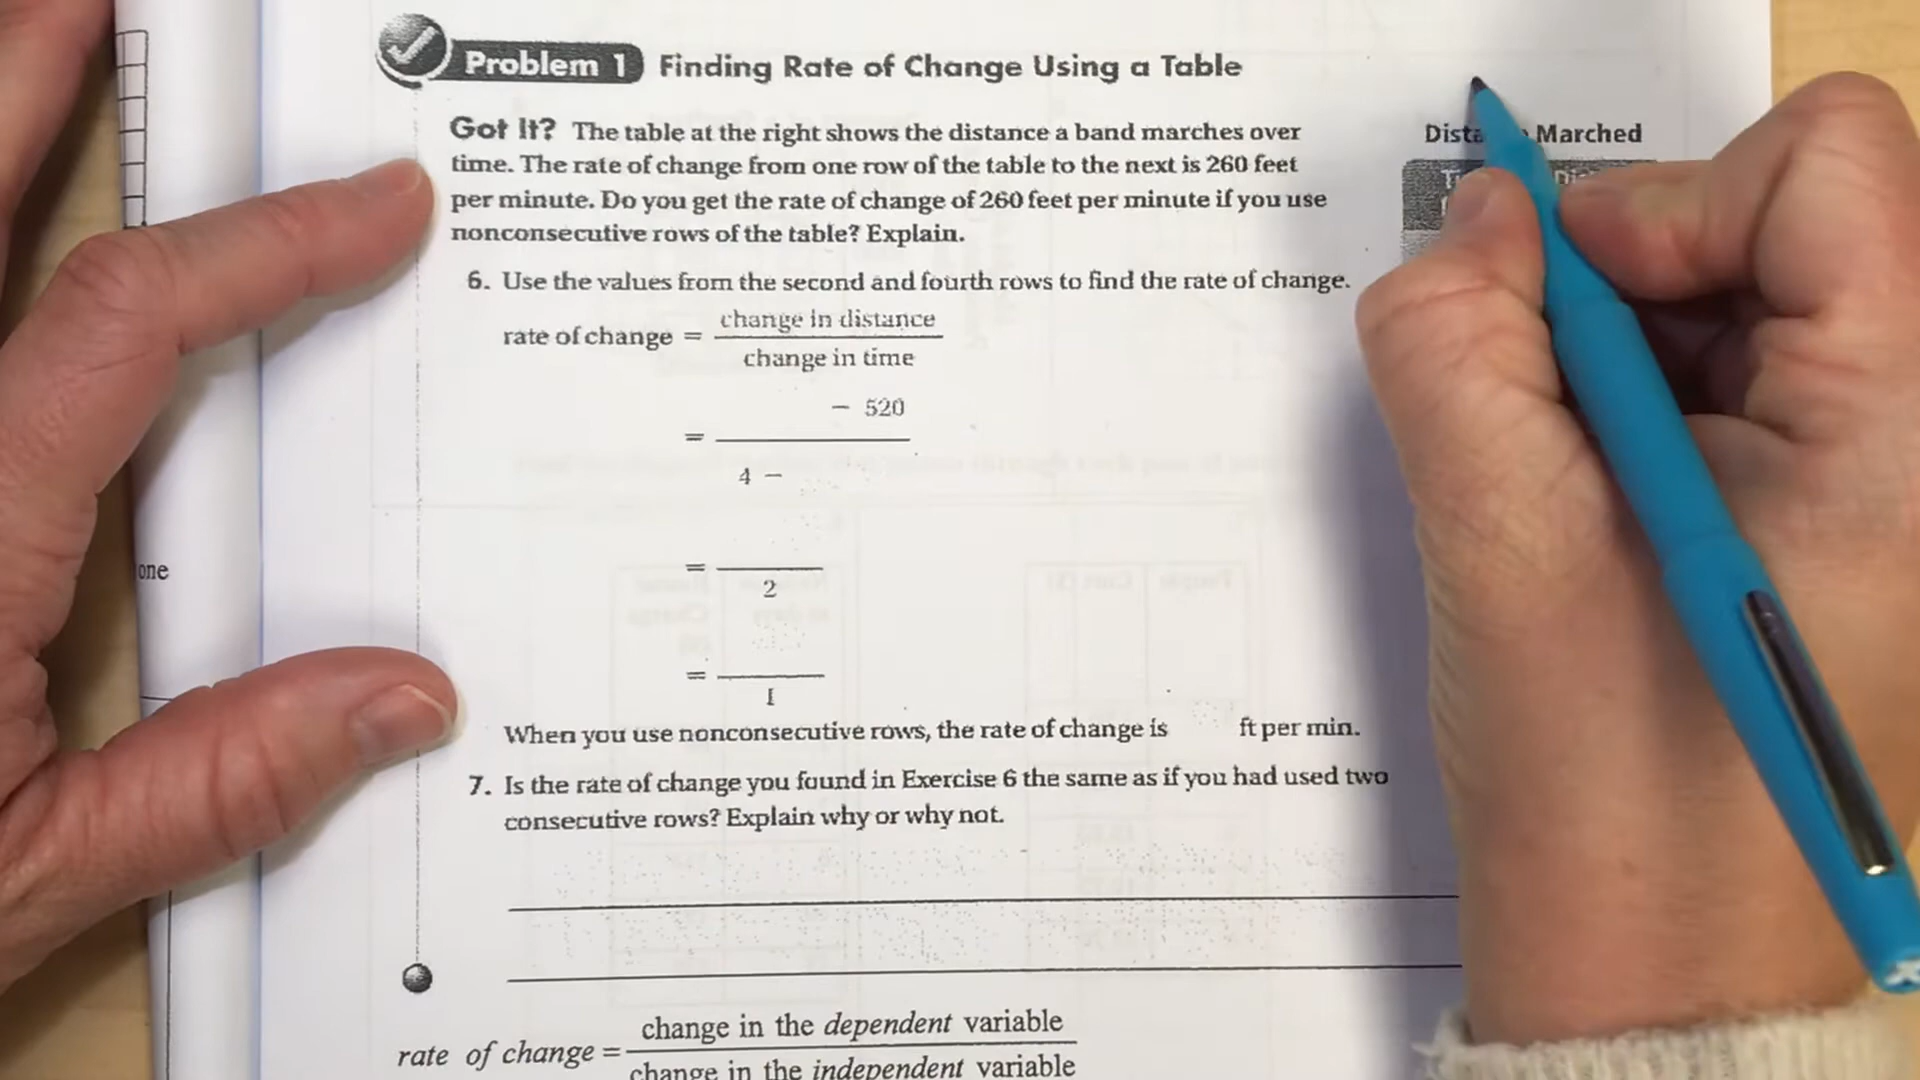 Problem 1 Finding Rate of Change Using a Table
Got It? The table at the right shows the distance a band marches over
time. The rate of change from one row of the table to the next is 260 feet
per minute. Do you get the rate of change of 260 feet per minute if you use
nonconsecutive rows of the table? Explain.
Marched
6. Use the values from the second and fourth rows to find the rate of change.
rate of change = change in distance
change in time
= − 520
4 −
=
2
=
1
When you use nonconsecutive rows, the rate of change is ft per min.
7. Is the rate of change you found in Exercise 6 the same as if you had used two
consecutive rows? Explain why or why not.
rate of change = change in the dependent variable
change in the independent variable
one